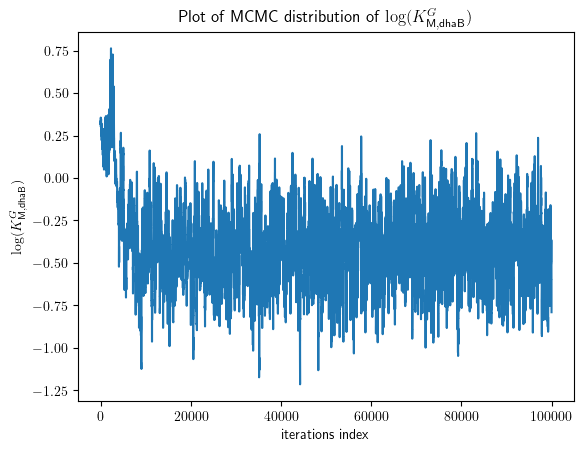 Plot of MCMC distribution of log(K^G_M,dhaB)
0.75
0.50
0.25
0.00
−0.25
−0.50
−0.75
−1.00
−1.25
log(K^G_M,dhaB)
0 20000 40000 60000 80000 100000
iterations index